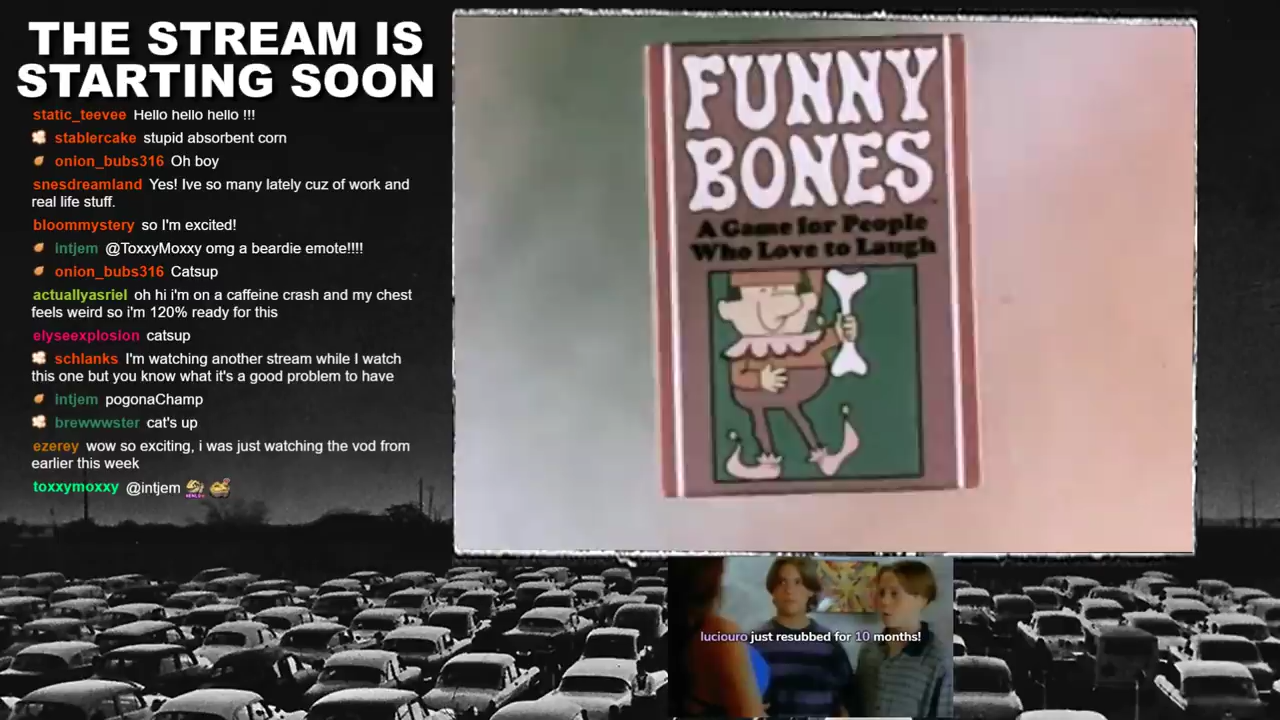 THE STREAM IS
STARTING SOON
static_teevee Hello hello hello !!!
stablercake stupid absorbent corn
onion_bubs316 Oh boy
snesdreamland Yes! Ive so many lately cuz of work and
real life stuff.
bloommystery so I'm excited!
intjem @ToxxyMoxxy omg a beardie emote!!!!
onion_bubs316 Catsup
actuallyasriel oh hi i'm on a caffeine crash and my chest
feels weird so i'm 120% ready for this
elyseexplosion catsup
schlanks I'm watching another stream while I watch
this one but you know what it's a good problem to have
intjem pogonaChamp
brewwwster cat's up
ezerey wow so exciting, i was just watching the vod from
earlier this week
toxxymoxxy @intjem
FUNNY
BONES
A Game for People
Who Love to Laugh
luciouro just resubbed for 10 months!